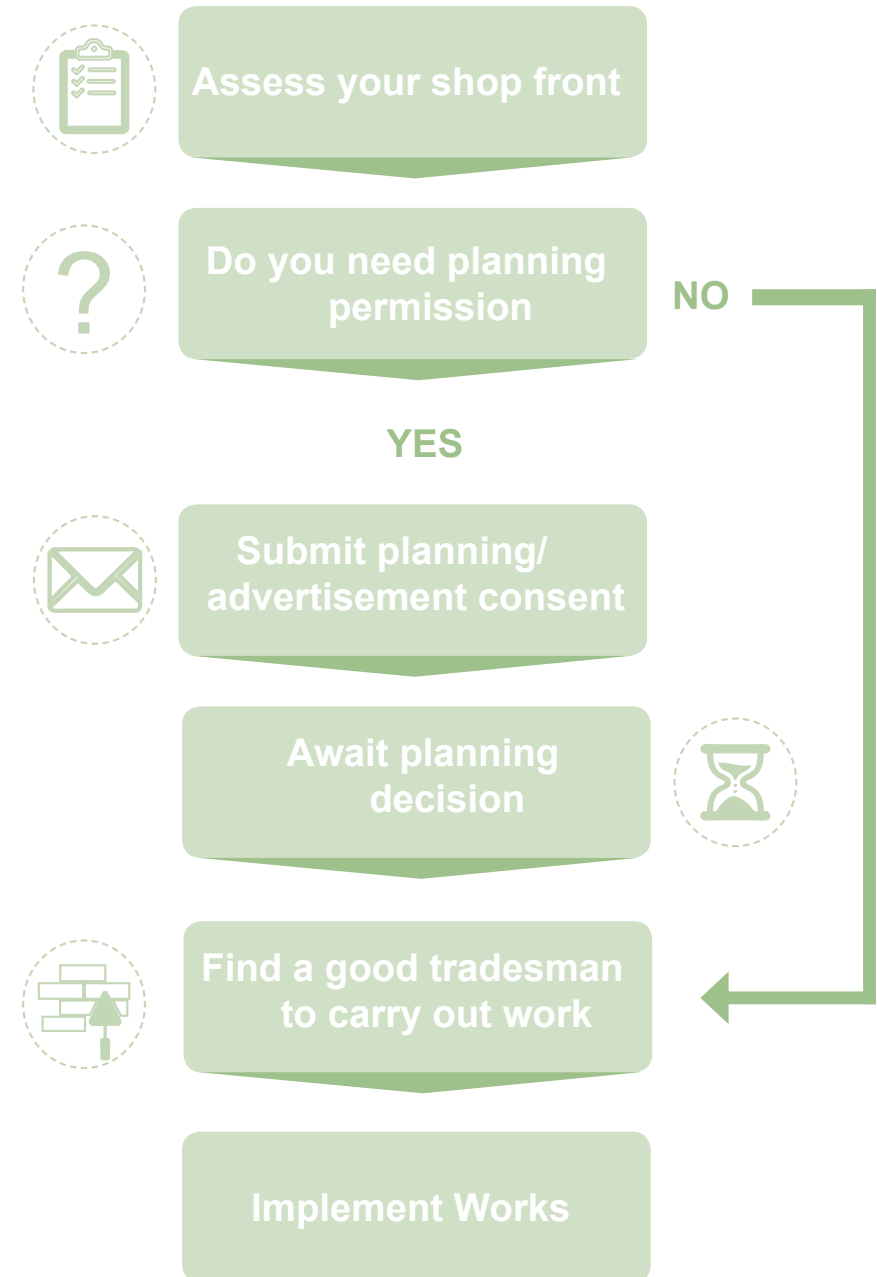 Assess your shop front
Do you need planning
permission
NO
YES
Submit planning/
advertisement consent
Await planning
decision
Find a good tradesman
to carry out work
Implement Works